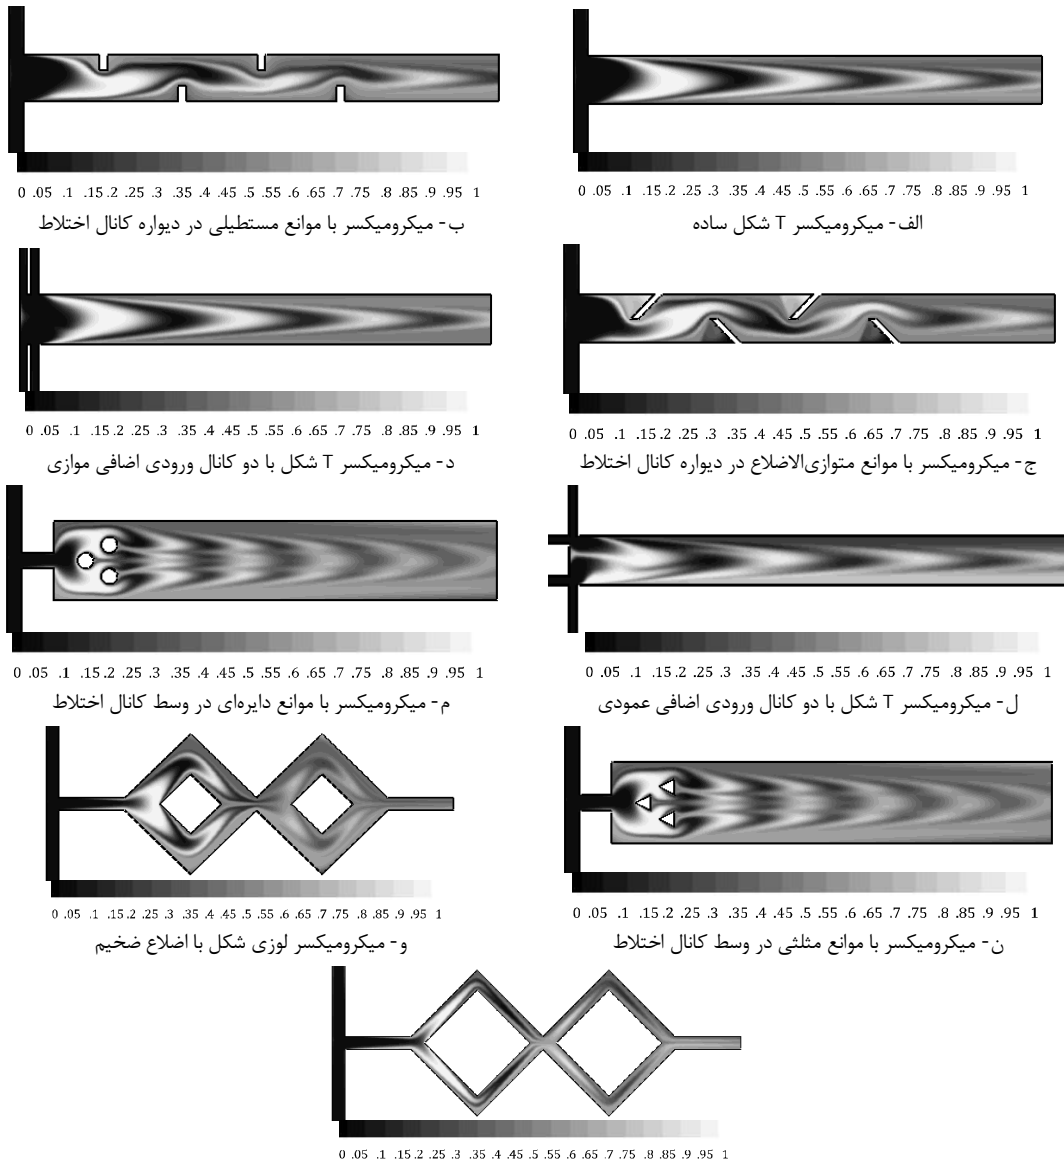 0 .05 .1 .15 .2 .25 .3 .35 .4 .45 .5 .55 .6 .65 .7 .75 .8 .85 .9 .95 1
الف- میکرومیکسر T شکل ساده
0 .05 .1 .15 .2 .25 .3 .35 .4 .45 .5 .55 .6 .65 .7 .75 .8 .85 .9 .95 1
ب- میکرومیکسر با موانع مستطیلی در دیواره کانال اختلاط
0 .05 .1 .15 .2 .25 .3 .35 .4 .45 .5 .55 .6 .65 .7 .75 .8 .85 .9 .95 1
ج- میکرومیکسر با موانع متوازی‌الاضلاع در دیواره کانال اختلاط
0 .05 .1 .15 .2 .25 .3 .35 .4 .45 .5 .55 .6 .65 .7 .75 .8 .85 .9 .95 1
د- میکرومیکسر T شکل با دو کانال ورودی اضافی موازی
0 .05 .1 .15 .2 .25 .3 .35 .4 .45 .5 .55 .6 .65 .7 .75 .8 .85 .9 .95 1
ل- میکرومیکسر T شکل با دو کانال ورودی اضافی عمودی
0 .05 .1 .15 .2 .25 .3 .35 .4 .45 .5 .55 .6 .65 .7 .75 .8 .85 .9 .95 1
م- میکرومیکسر با موانع دایره‌ای در وسط کانال اختلاط
0 .05 .1 .15 .2 .25 .3 .35 .4 .45 .5 .55 .6 .65 .7 .75 .8 .85 .9 .95 1
ن- میکرومیکسر با موانع مثلثی در وسط کانال اختلاط
0 .05 .1 .15 .2 .25 .3 .35 .4 .45 .5 .55 .6 .65 .7 .75 .8 .85 .9 .95 1
و- میکرومیکسر لوزی شکل با اضلاع ضخیم
0 .05 .1 .15 .2 .25 .3 .35 .4 .45 .5 .55 .6 .65 .7 .75 .8 .85 .9 .95 1